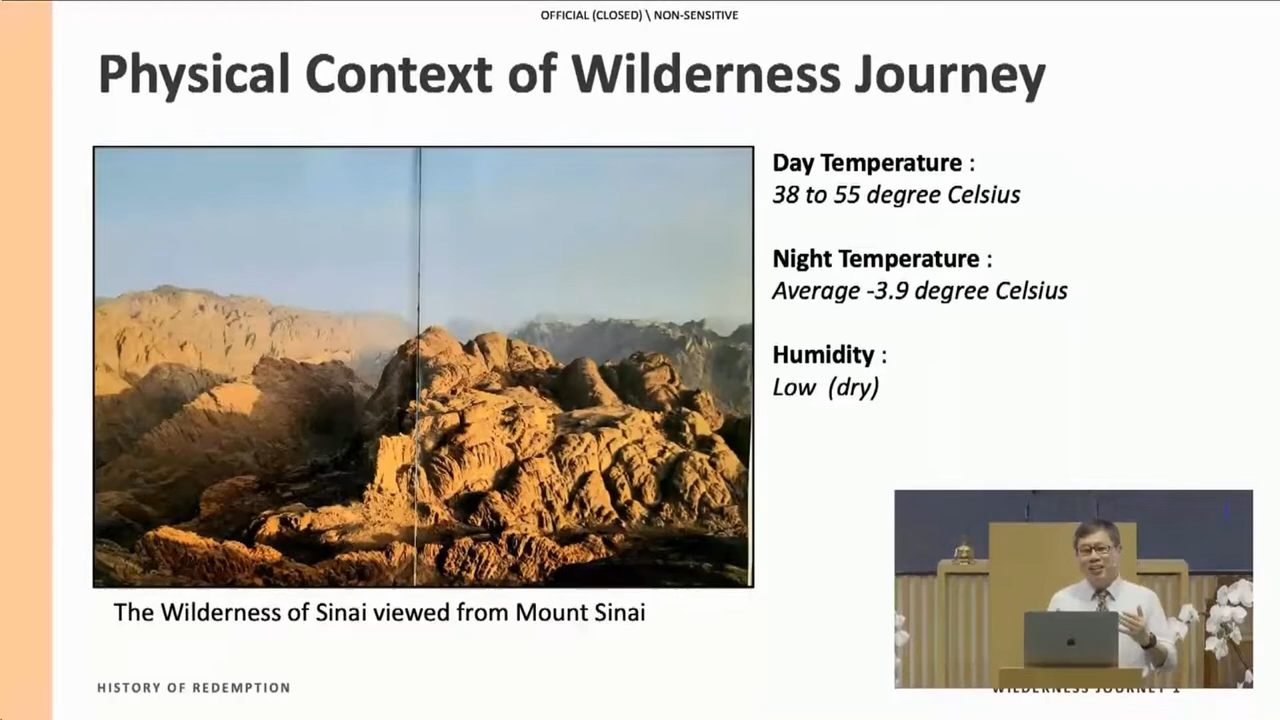 OFFICIAL (CLOSED) \ NON-SENSITIVE
Physical Context of Wilderness Journey
Day Temperature :
38 to 55 degree Celsius
Night Temperature :
Average -3.9 degree Celsius
Humidity :
Low (dry)
The Wilderness of Sinai viewed from Mount Sinai
HISTORY OF REDEMPTION
WILDERNESS JOURNEY 1